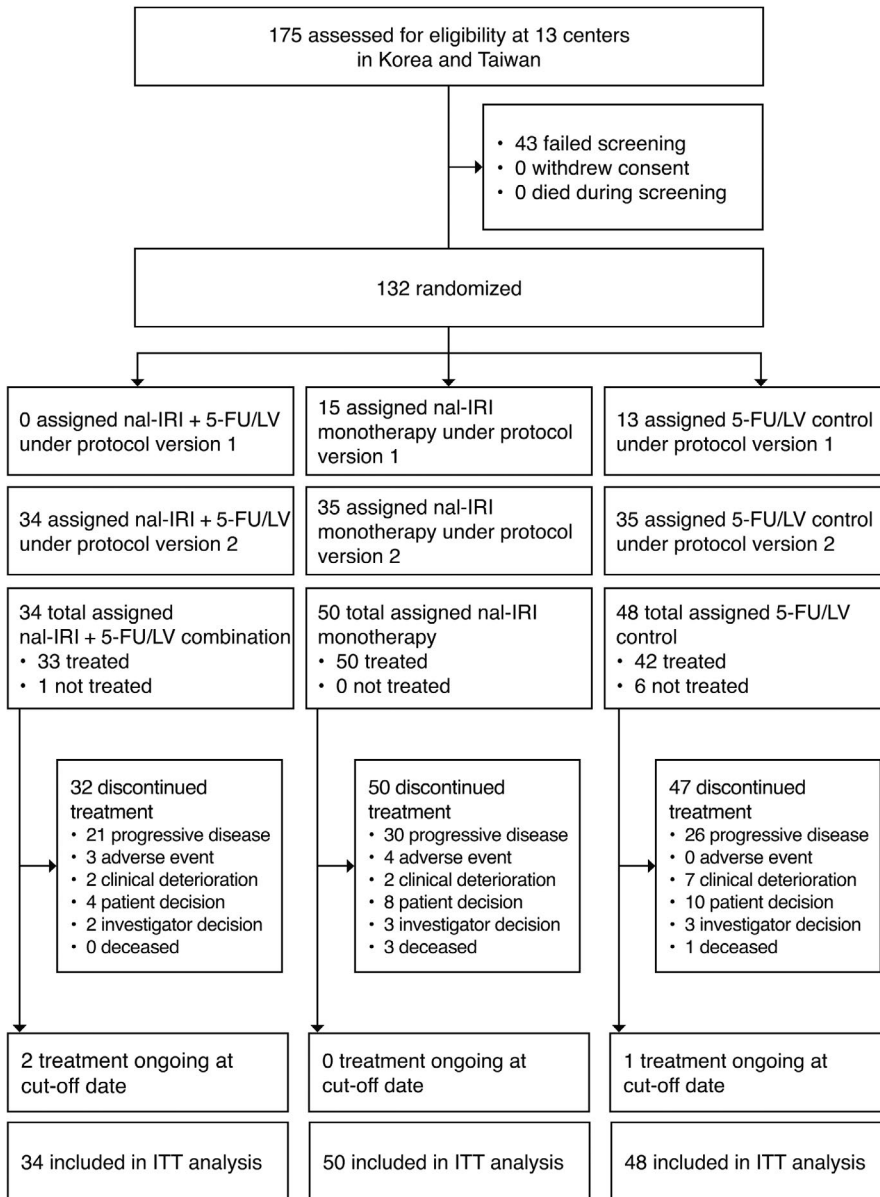 175 assessed for eligibility at 13 centers
in Korea and Taiwan
• 43 failed screening
• 0 withdrew consent
• 0 died during screening
132 randomized
0 assigned nal-IRI + 5-FU/LV
under protocol version 1
15 assigned nal-IRI
monotherapy under protocol
version 1
13 assigned 5-FU/LV control
under protocol version 1
34 assigned nal-IRI + 5-FU/LV
under protocol version 2
35 assigned nal-IRI
monotherapy under protocol
version 2
35 assigned 5-FU/LV control
under protocol version 2
34 total assigned
nal-IRI + 5-FU/LV combination
• 33 treated
• 1 not treated
50 total assigned nal-IRI
monotherapy
• 50 treated
• 0 not treated
48 total assigned 5-FU/LV
control
• 42 treated
• 6 not treated
32 discontinued
treatment
• 21 progressive disease
• 3 adverse event
• 2 clinical deterioration
• 4 patient decision
• 2 investigator decision
• 0 deceased
50 discontinued
treatment
• 30 progressive disease
• 4 adverse event
• 2 clinical deterioration
• 8 patient decision
• 3 investigator decision
• 3 deceased
47 discontinued
treatment
• 26 progressive disease
• 0 adverse event
• 7 clinical deterioration
• 10 patient decision
• 3 investigator decision
• 1 deceased
2 treatment ongoing at
cut-off date
0 treatment ongoing at
cut-off date
1 treatment ongoing at
cut-off date
34 included in ITT analysis
50 included in ITT analysis
48 included in ITT analysis